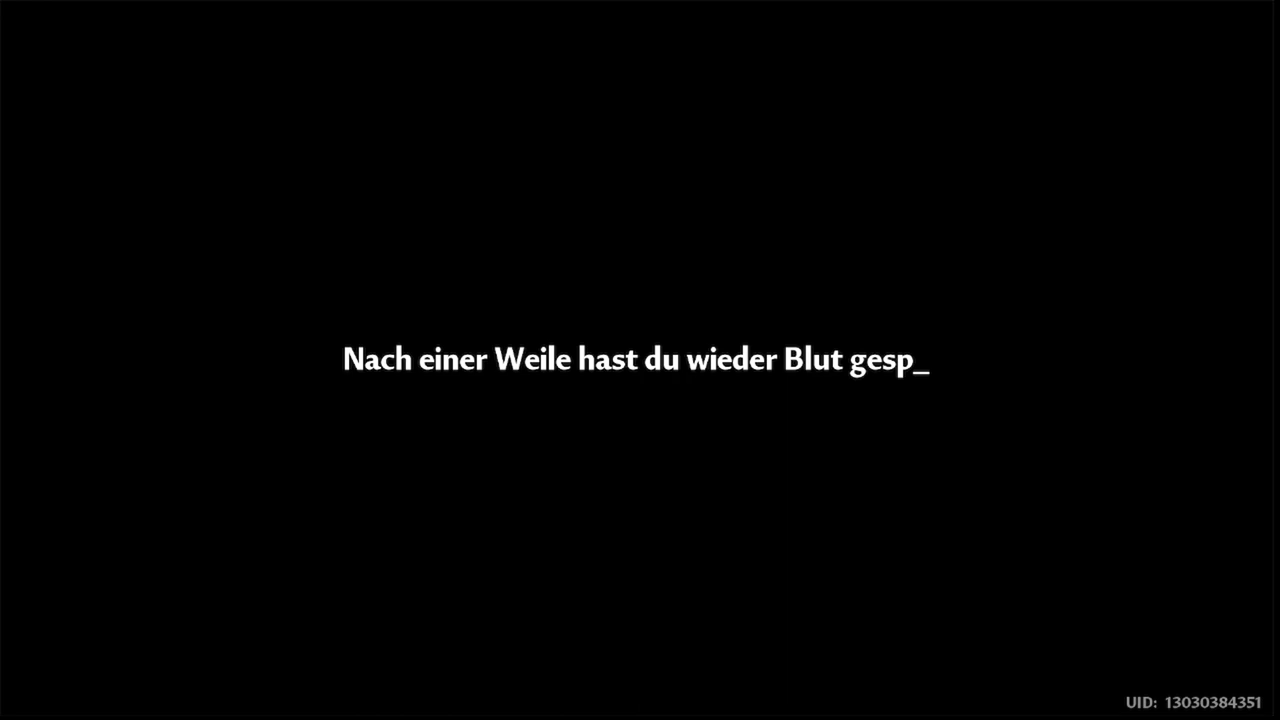 Nach einer Weile hast du wieder Blut gesp_
UID: 13030384351